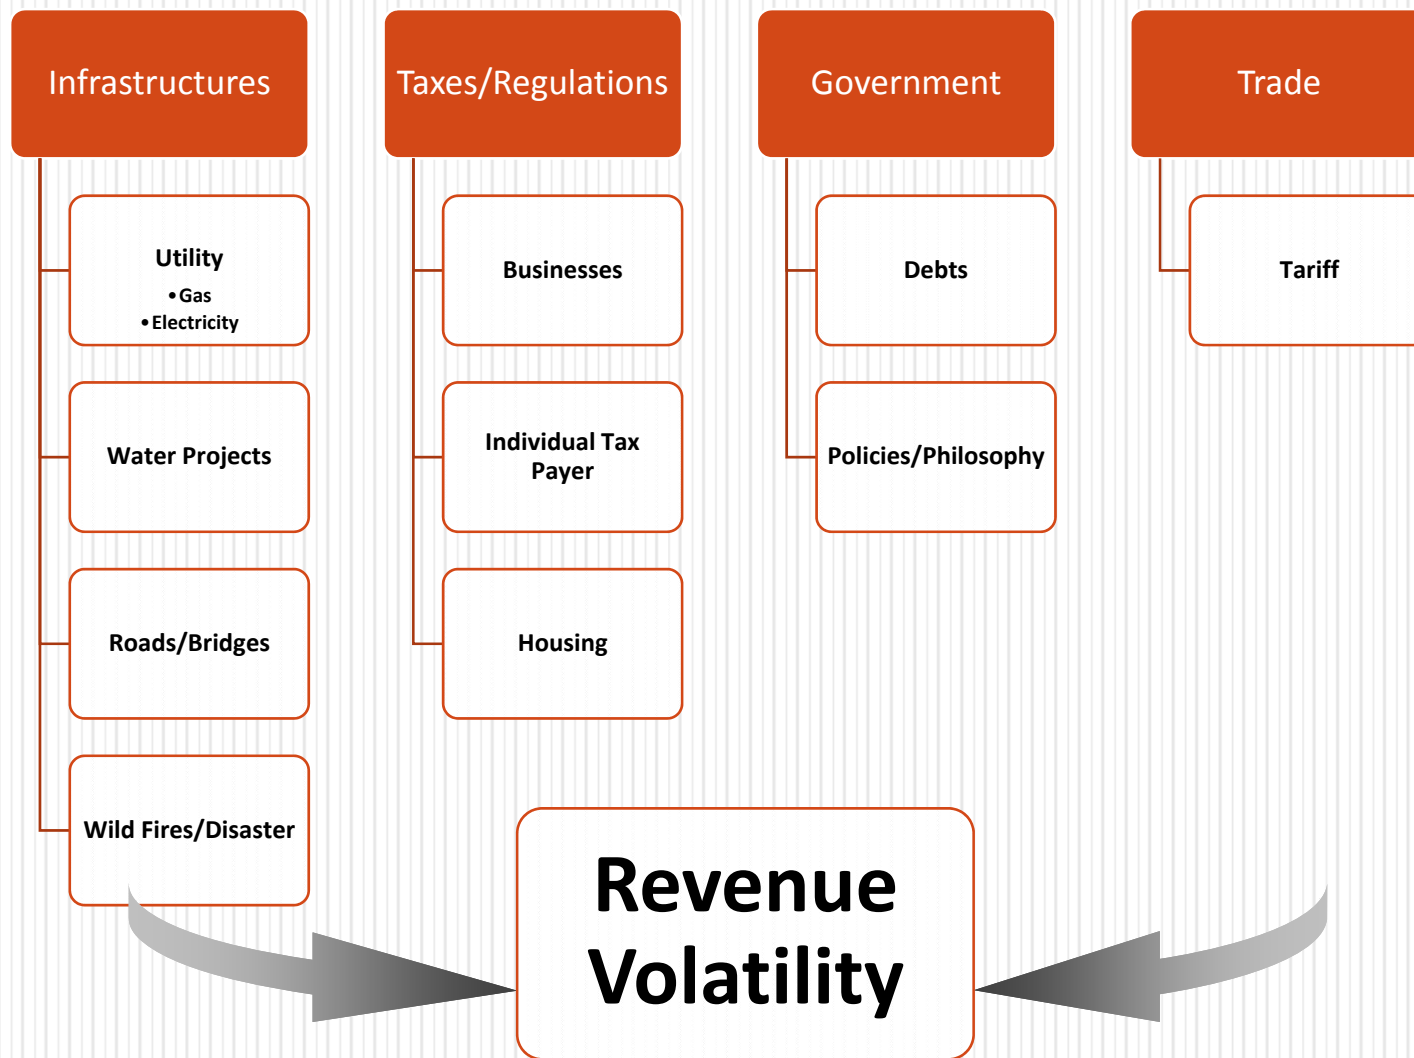 Infrastructures
Utility
•Gas
•Electricity
Water Projects
Roads/Bridges
Wild Fires/Disaster
Taxes/Regulations
Businesses
Individual Tax
Payer
Housing
Government
Debts
Policies/Philosophy
Trade
Tariff
Revenue
Volatility